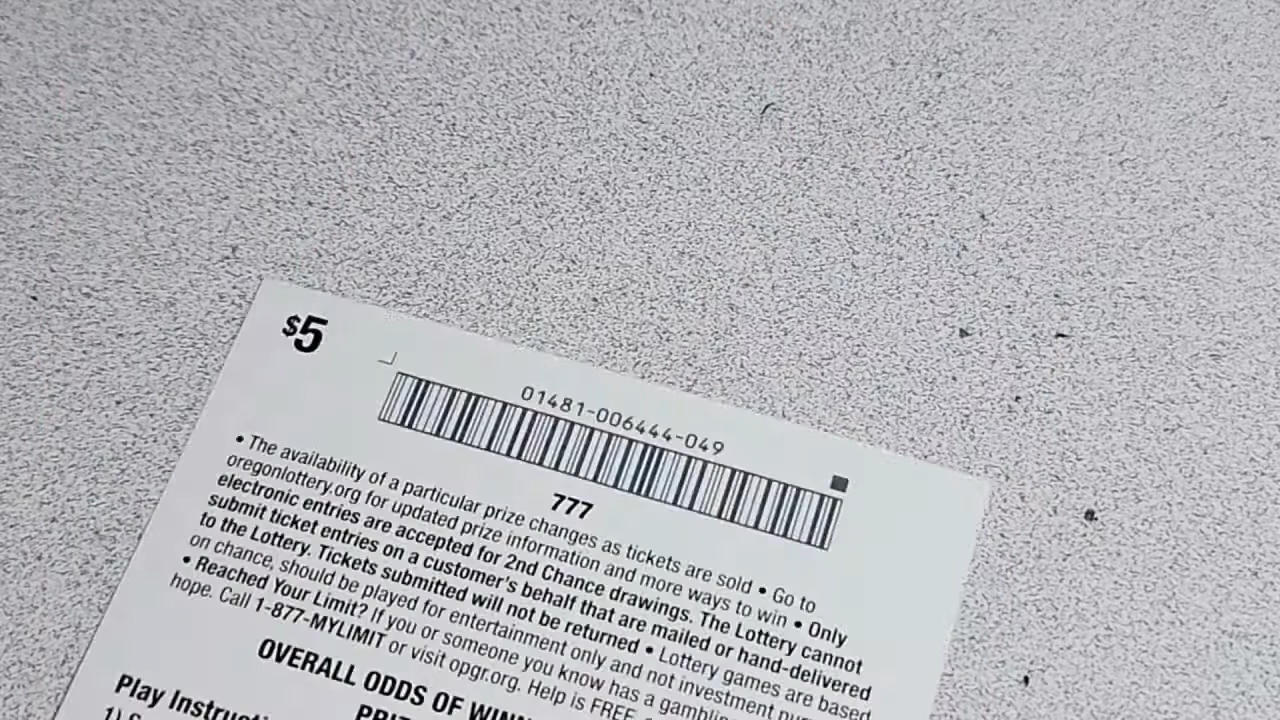 $5
01481-006444-049
777
• The availability of a particular prize changes as tickets are sold • Go to
oregonlottery.org for updated prize information and more ways to win • Only
electronic entries are accepted for 2nd Chance drawings. The Lottery cannot
submit ticket entries on a customer's behalf that are mailed or hand-delivered
to the Lottery. Tickets submitted will not be returned • Lottery games are based
on chance, should be played for entertainment only and not investment
• Reached Your Limit? If you or someone you know has a
hope. Call 1-877-MYLIMIT or visit opgr.org. Help is FREE
OVERALL ODDS OF
Play
1)